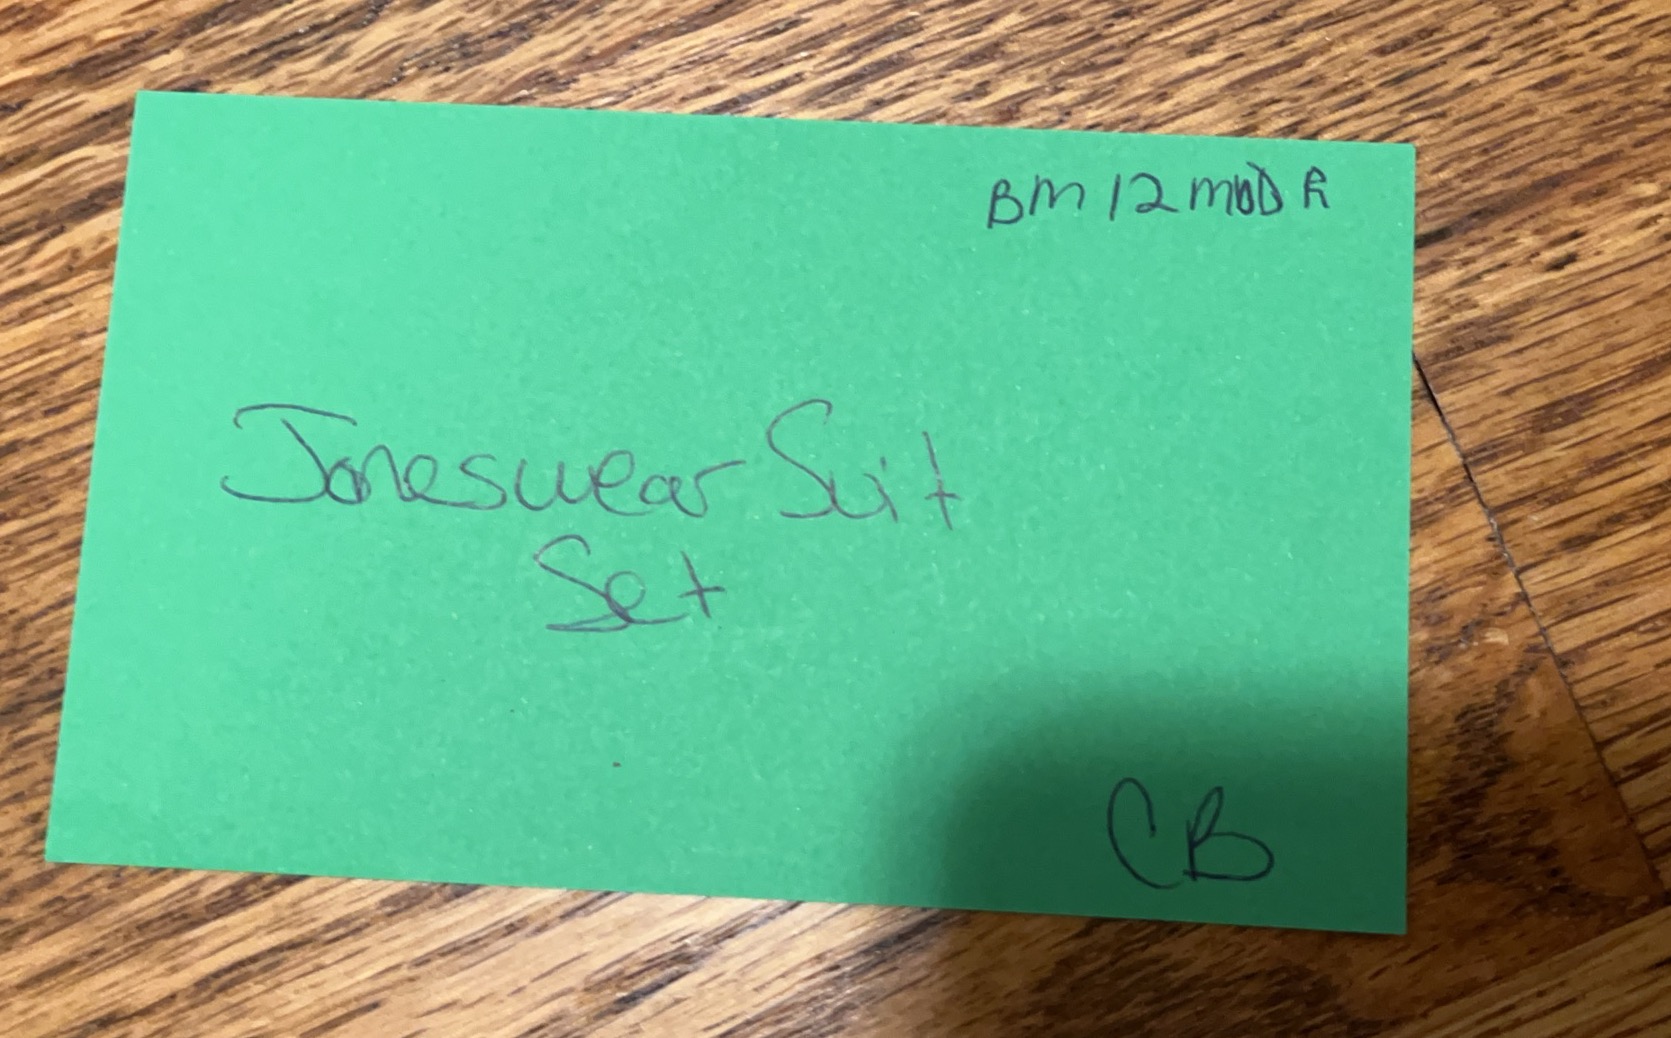 BM 12 MOD R
Joneswear Suit
Set
CB